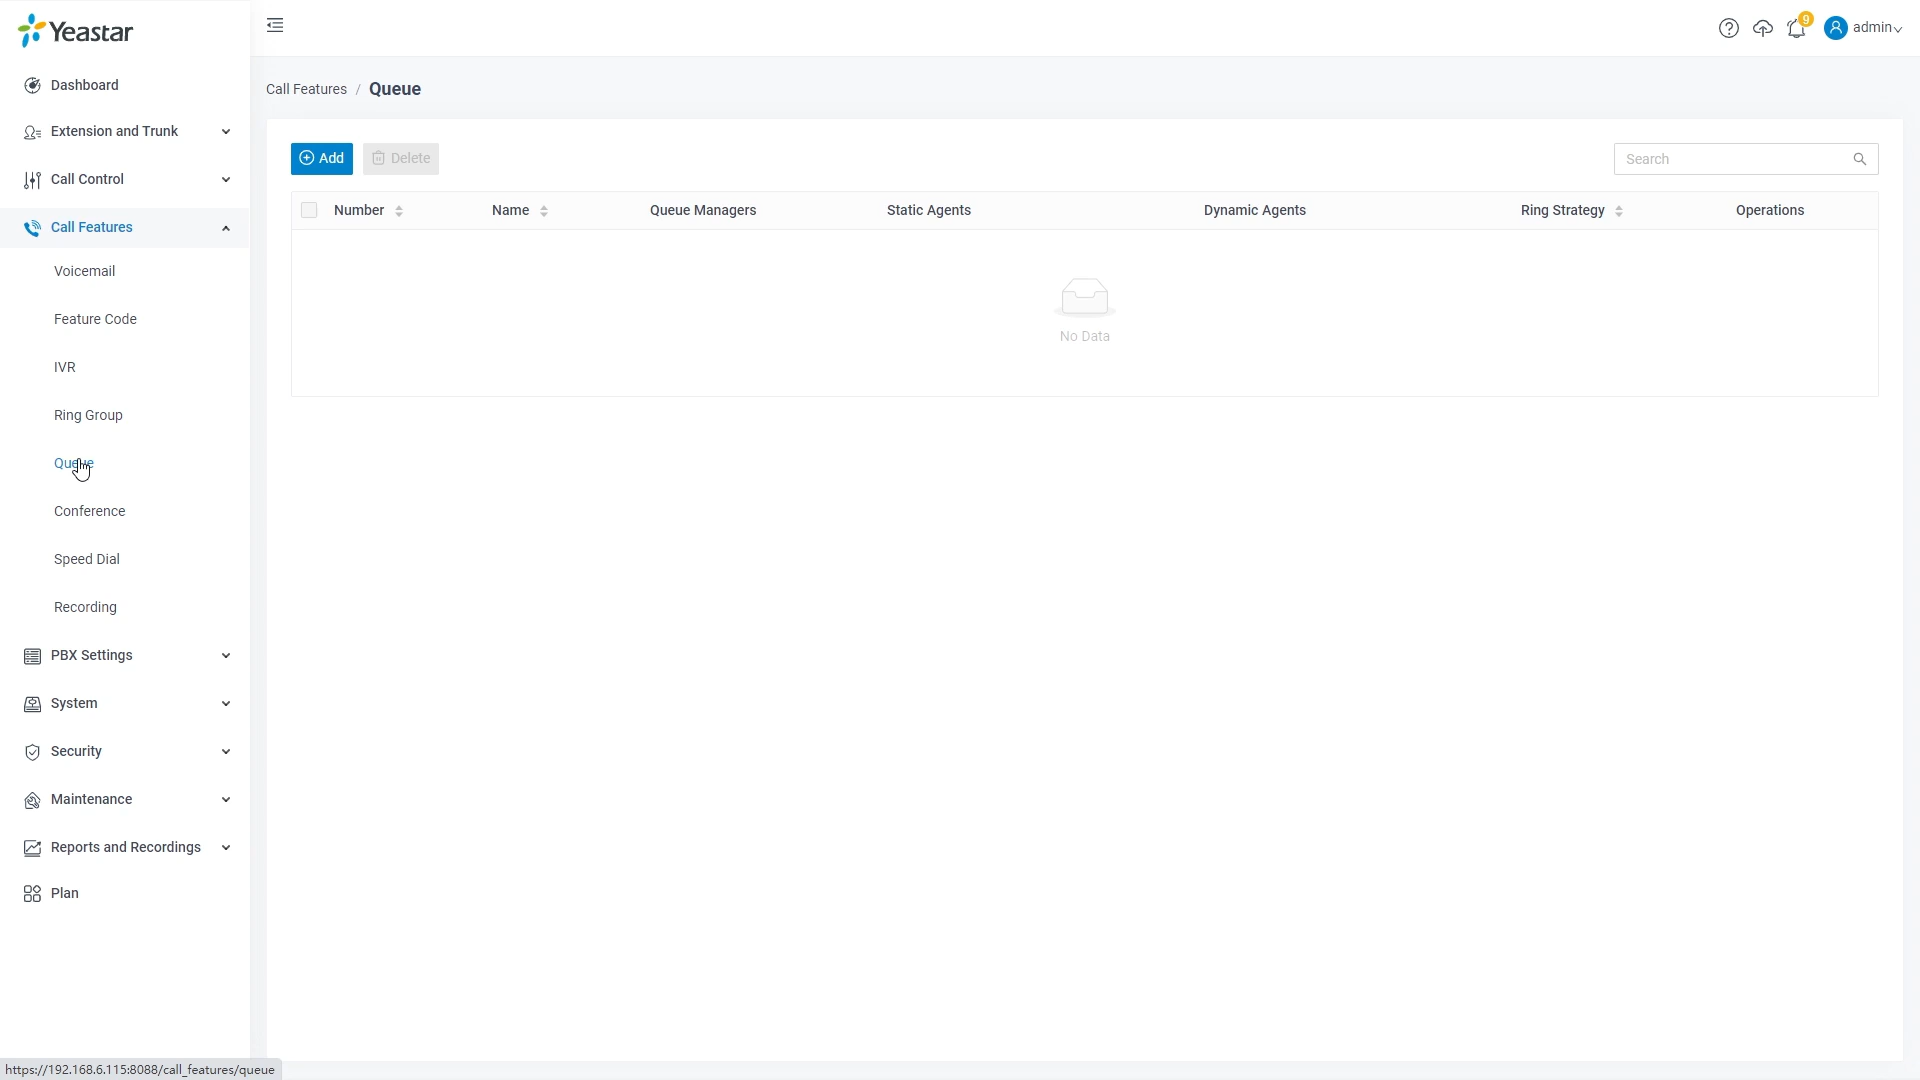 Yeastar
9
admin
Dashboard
Call Features / Queue
Extension and Trunk
Add
Delete
Search
Call Control
Number
Name
Queue Managers
Static Agents
Dynamic Agents
Ring Strategy
Operations
Call Features
Voicemail
Feature Code
No Data
IVR
Ring Group
Queue
Conference
Speed Dial
Recording
PBX Settings
System
Security
Maintenance
Reports and Recordings
Plan
https://192.168.6.115:8088/call_features/queue